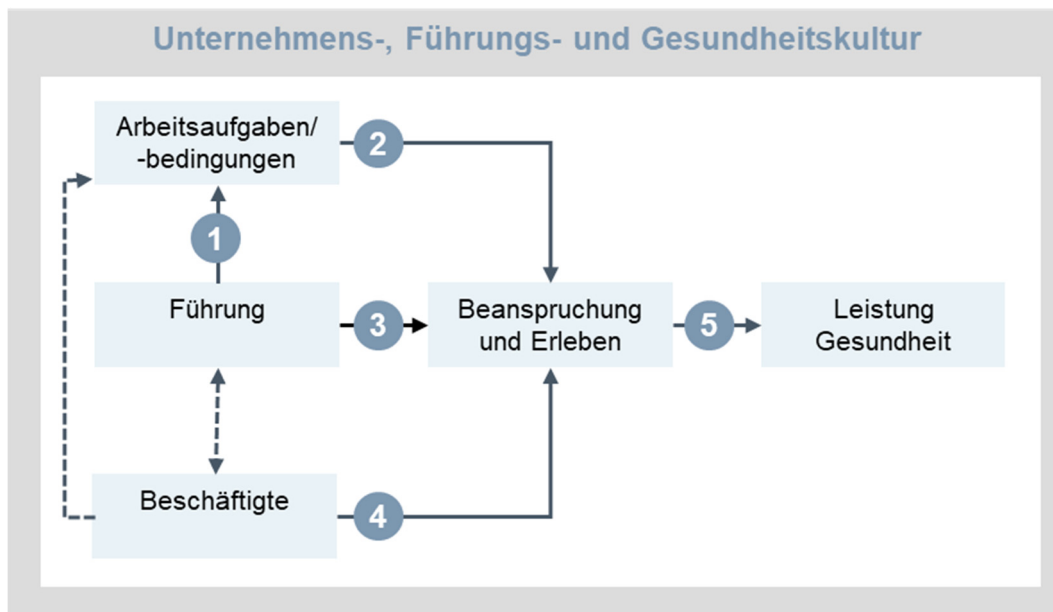 Unternehmens-, Führungs- und Gesundheitskultur
Arbeitsaufgaben/
-bedingungen
2
1
Führung
3
Beanspruchung
und Erleben
5
Leistung
Gesundheit
Beschäftigte
4